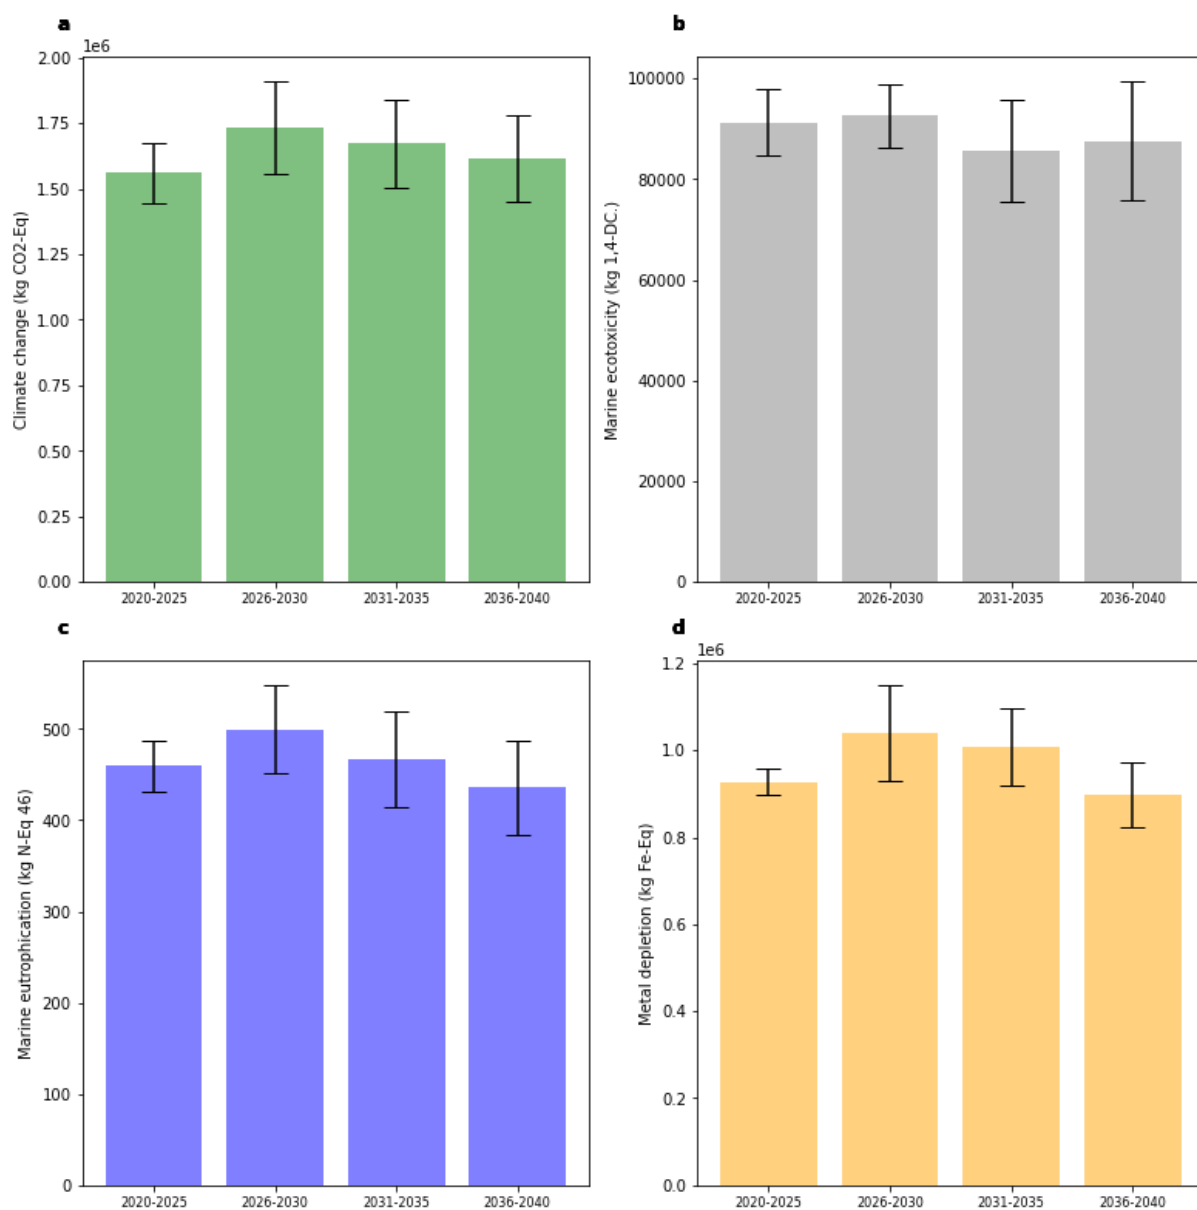 a
1e6
2.00
1.75
1.50
1.25
1.00
0.75
0.50
0.25
0.00
Climate change (kg CO2-Eq)
2020-2025 2026-2030 2031-2035 2036-2040
b
100000
80000
60000
40000
20000
0
Marine ecotoxicity (kg 1,4-DC.)
2020-2025 2026-2030 2031-2035 2036-2040
c
500
400
300
200
100
0
Marine eutrophication (kg N-Eq 46)
2020-2025 2026-2030 2031-2035 2036-2040
d
1e6
1.2
1.0
0.8
0.6
0.4
0.2
0.0
Metal depletion (kg Fe-Eq)
2020-2025 2026-2030 2031-2035 2036-2040